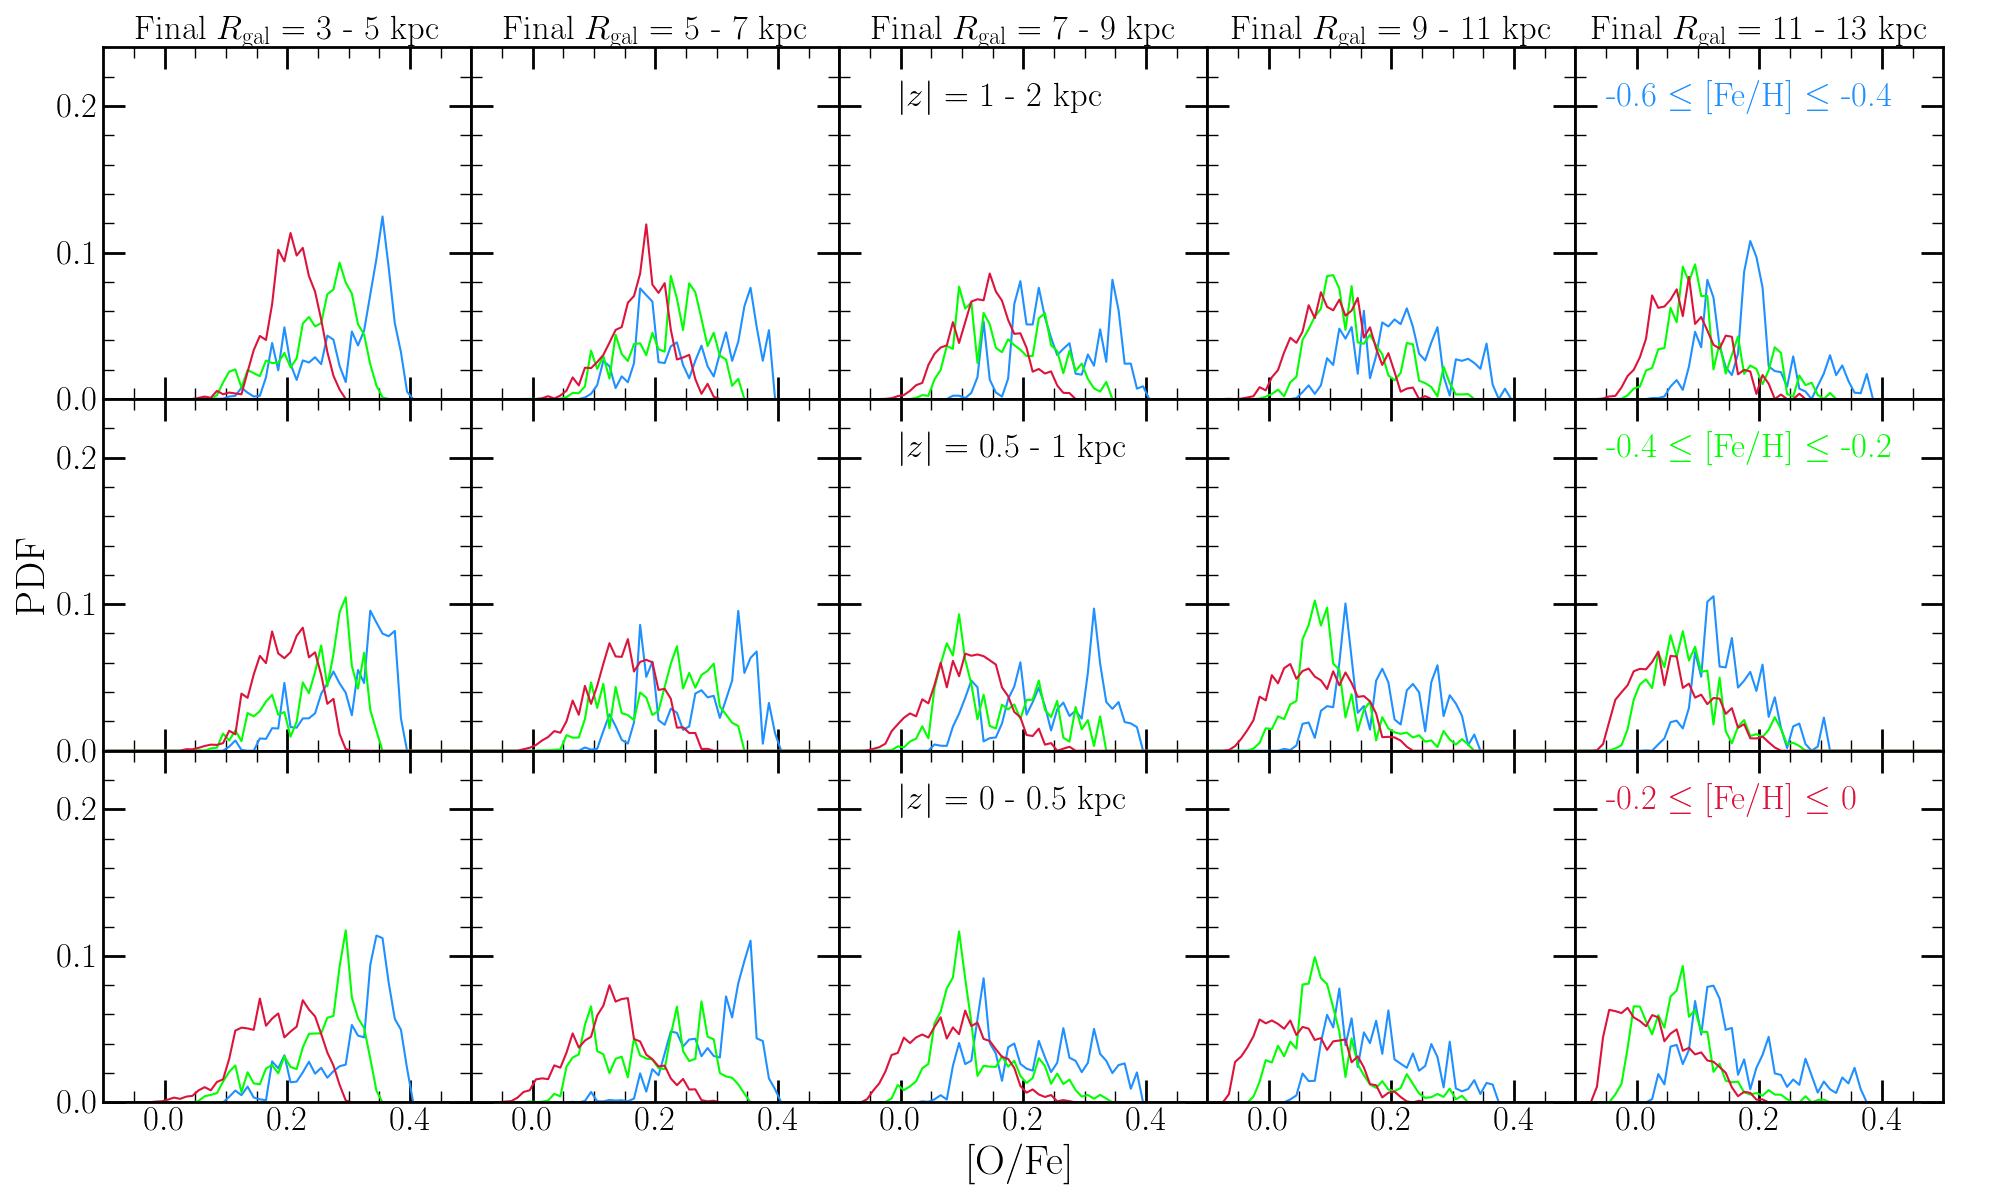 Final R_gal = 3 - 5 kpc
Final R_gal = 5 - 7 kpc
Final R_gal = 7 - 9 kpc
Final R_gal = 9 - 11 kpc
Final R_gal = 11 - 13 kpc
|z| = 1 - 2 kpc
-0.6 ≤ [Fe/H] ≤ -0.4
0.2
0.1
0.0
|z| = 0.5 - 1 kpc
-0.4 ≤ [Fe/H] ≤ -0.2
0.2
0.1
0.0
PDF
|z| = 0 - 0.5 kpc
-0.2 ≤ [Fe/H] ≤ 0
0.2
0.1
0.0
0.0 0.2 0.4
0.0 0.2 0.4
0.0 0.2 0.4
0.0 0.2 0.4
0.0 0.2 0.4
[O/Fe]